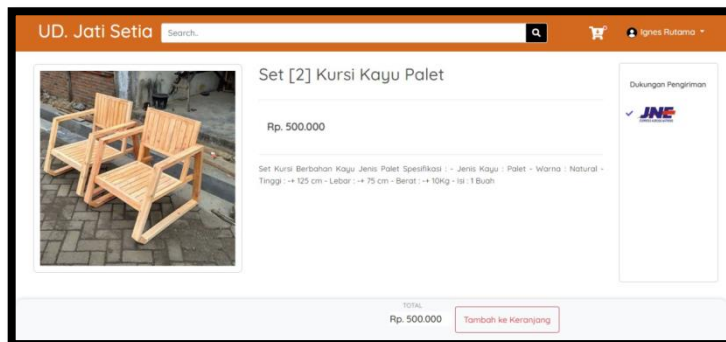 UD. Jati Setia
Search..
Ignes Rutama
Set [2] Kursi Kayu Palet
Rp. 500.000
Set Kursi Berbahan Kayu Jenis Palet Spesifikasi : - Jenis Kayu : Palet - Warna : Natural -
Tinggi : -+ 125 cm - Lebar : -+ 75 cm - Berat : -+ 10Kg - Isi : 1 Buah
Dukungan Pengiriman
JNE
TOTAL
Rp. 500.000
Tambah ke Keranjang